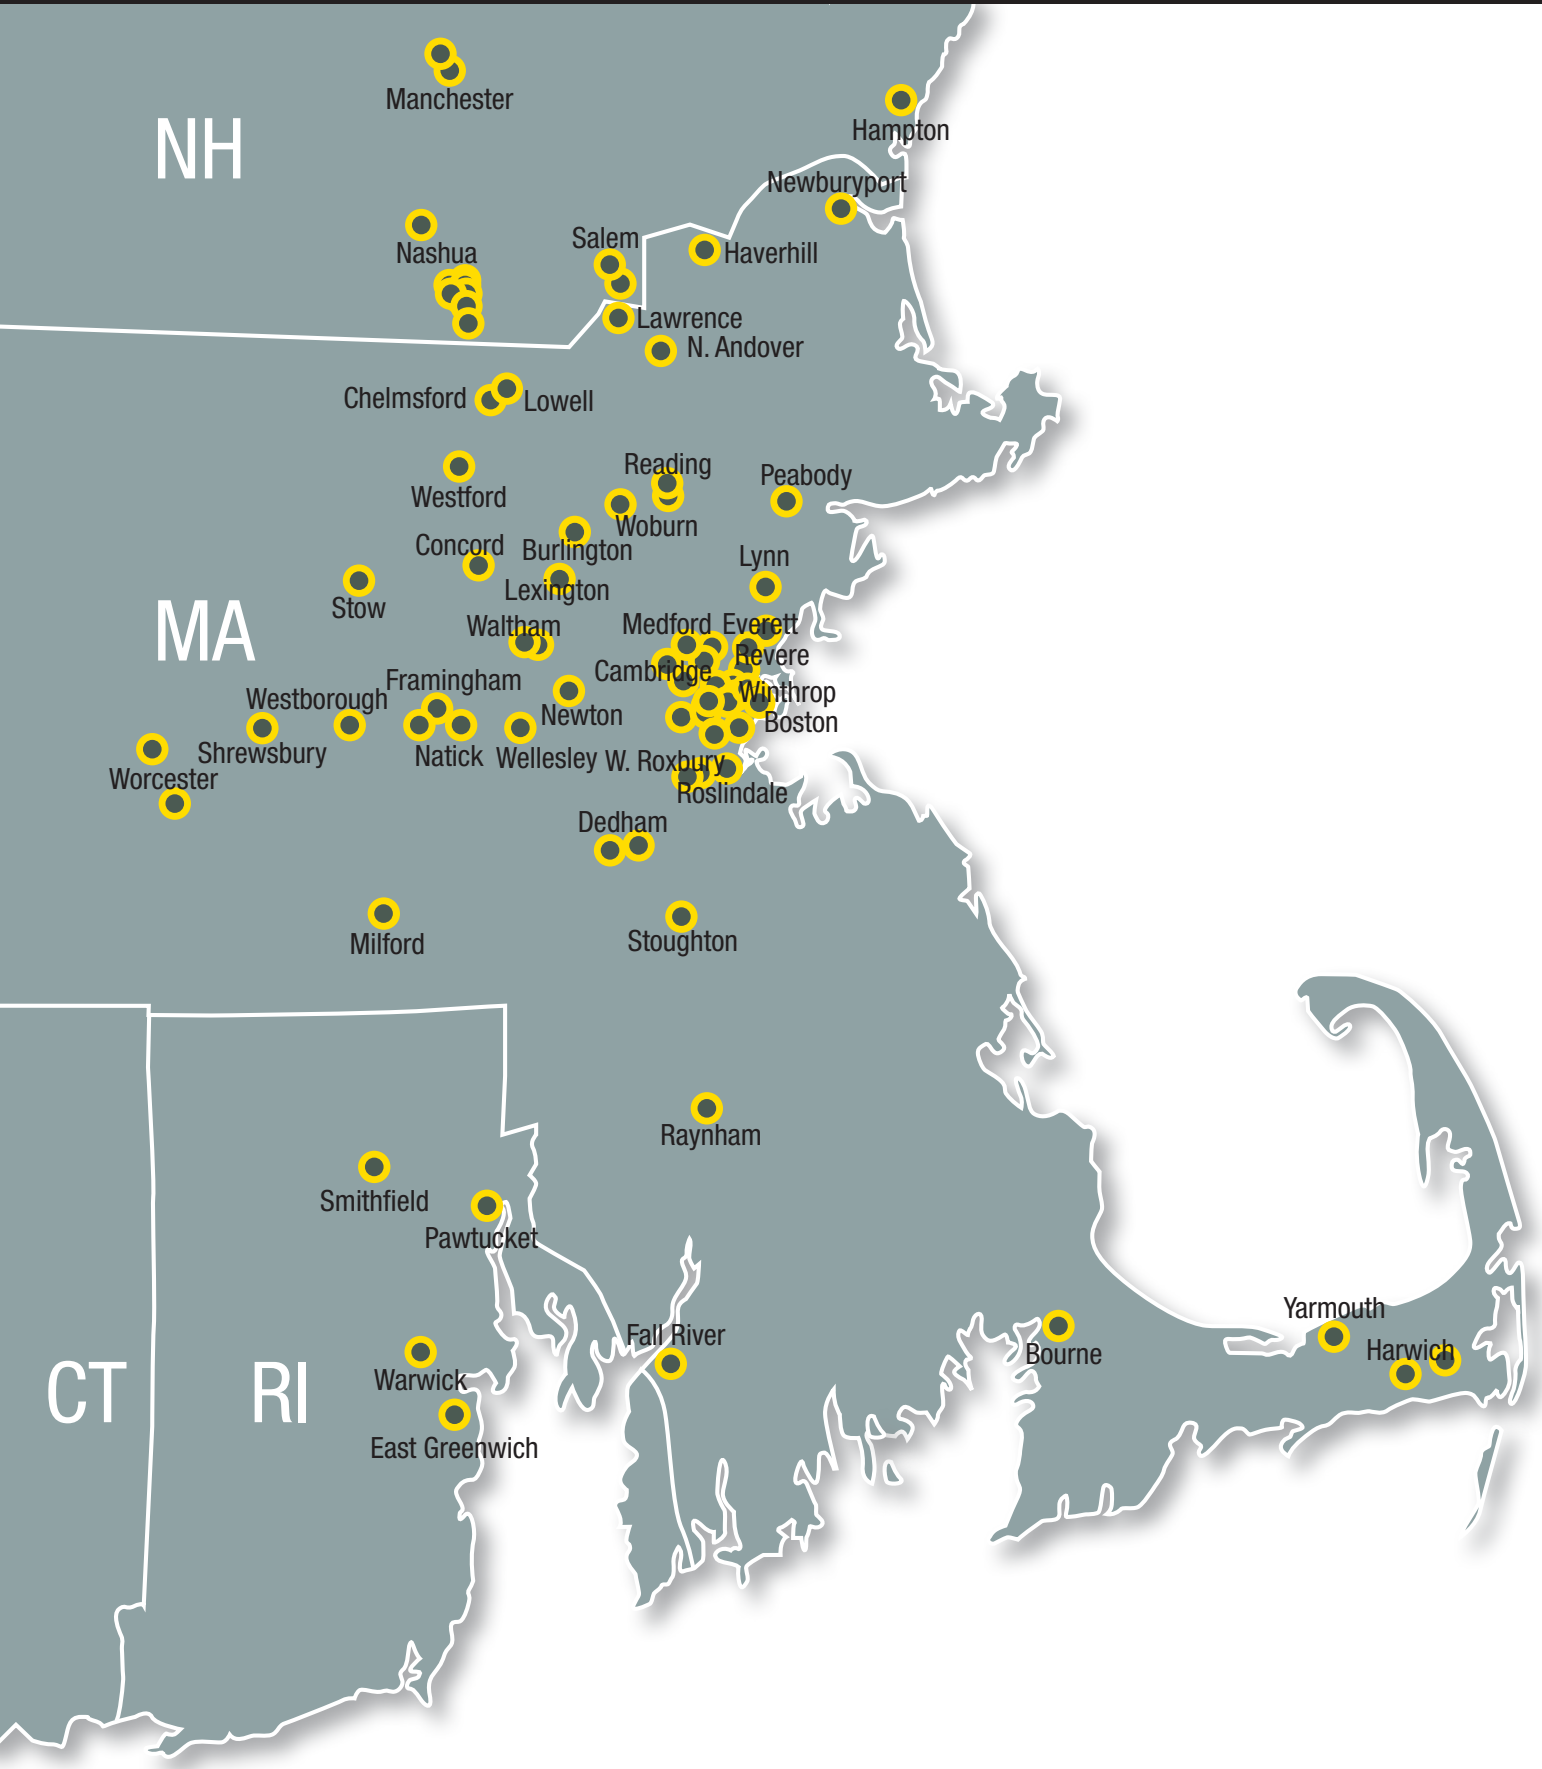 Manchester
Hampton
NH
Newburyport
Salem
Nashua
Haverhill
Lawrence
N. Andover
Chelmsford
Lowell
Reading
Peabody
Westford
Woburn
Concord
Burlington
Lynn
Lexington
Stow
MA
Waltham
Medford
Everett
Revere
Cambridge
Framingham
Westborough
Winthrop
Newton
Boston
Shrewsbury
Natick
Wellesley
W. Roxbury
Worcester
Roslindale
Dedham
Milford
Stoughton
Raynham
Smithfield
Pawtucket
Yarmouth
Fall River
Harwich
Bourne
Warwick
CT
RI
East Greenwich